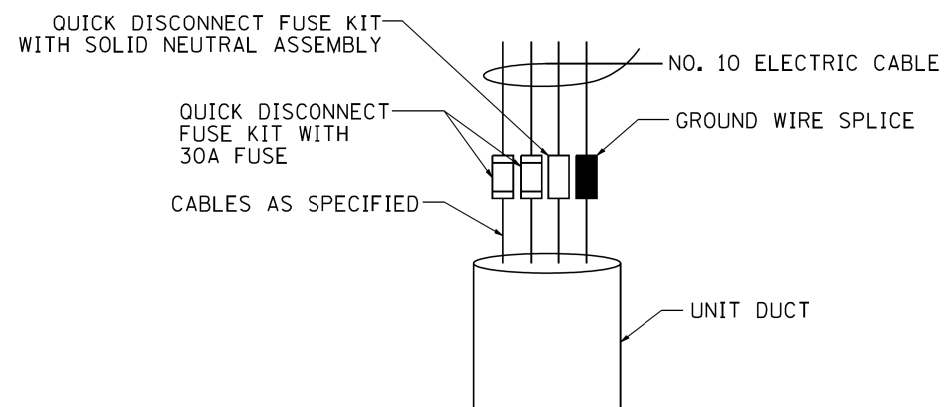 QUICK DISCONNECT FUSE KIT
WITH SOLID NEUTRAL ASSEMBLY
NO. 10 ELECTRIC CABLE
QUICK DISCONNECT
FUSE KIT WITH
30A FUSE
GROUND WIRE SPLICE
CABLES AS SPECIFIED
UNIT DUCT